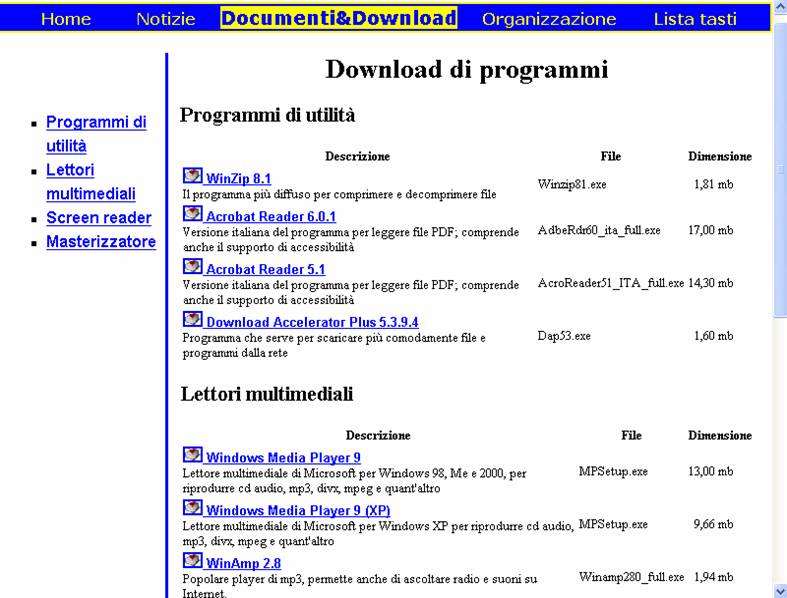 Home Notizie Documenti&Download Organizzazione Lista tasti
Download di programmi
Programmi di
utilità
Lettori
multimediali
Screen reader
Masterizzatore
Programmi di utilità
Descrizione File Dimensione
WinZip 8.1
Il programma più diffuso per comprimere e decomprimere file
Winzip81.exe 1,81 mb
Acrobat Reader 6.0.1
Versione italiana del programma per leggere file PDF; comprende
anche il supporto di accessibilità
AdbeRdr60_ita_full.exe 17,00 mb
Acrobat Reader 5.1
Versione italiana del programma per leggere file PDF; comprende
anche il supporto di accessibilità
AcroReader51_ITA_full.exe 14,30 mb
Download Accelerator Plus 5.3.9.4
Programma che serve per scaricare più comodamente file e
programmi dalla rete
Dap53.exe 1,60 mb
Lettori multimediali
Descrizione File Dimensione
Windows Media Player 9
Lettore multimediale di Microsoft per Windows 98, Me e 2000, per
riprodurre cd audio, mp3, divx, mpeg e quant'altro
MPSetup.exe 13,00 mb
Windows Media Player 9 (XP)
Lettore multimediale di Microsoft per Windows XP per riprodurre cd audio,
mp3, divx, mpeg e quant'altro
MPSetup.exe 9,66 mb
WinAmp 2.8
Popolare player di mp3, permette anche di ascoltare radio e suoni su
Internet.
Winamp280_full.exe 1,94 mb